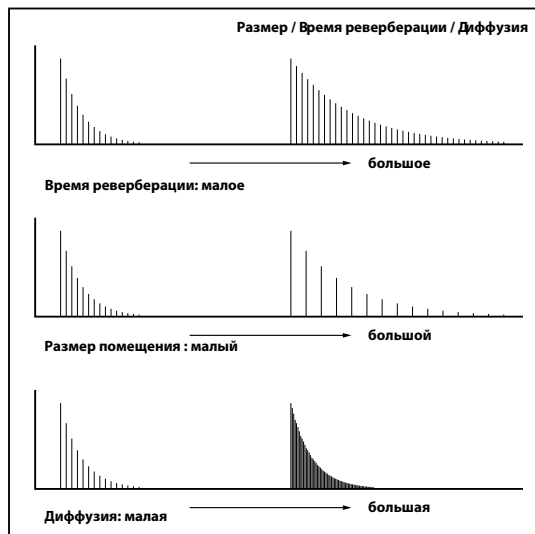 Размер / Время реверберации / Диффузия
большое
Время реверберации: малое
большой
Размер помещения : малый
большая
Диффузия: малая